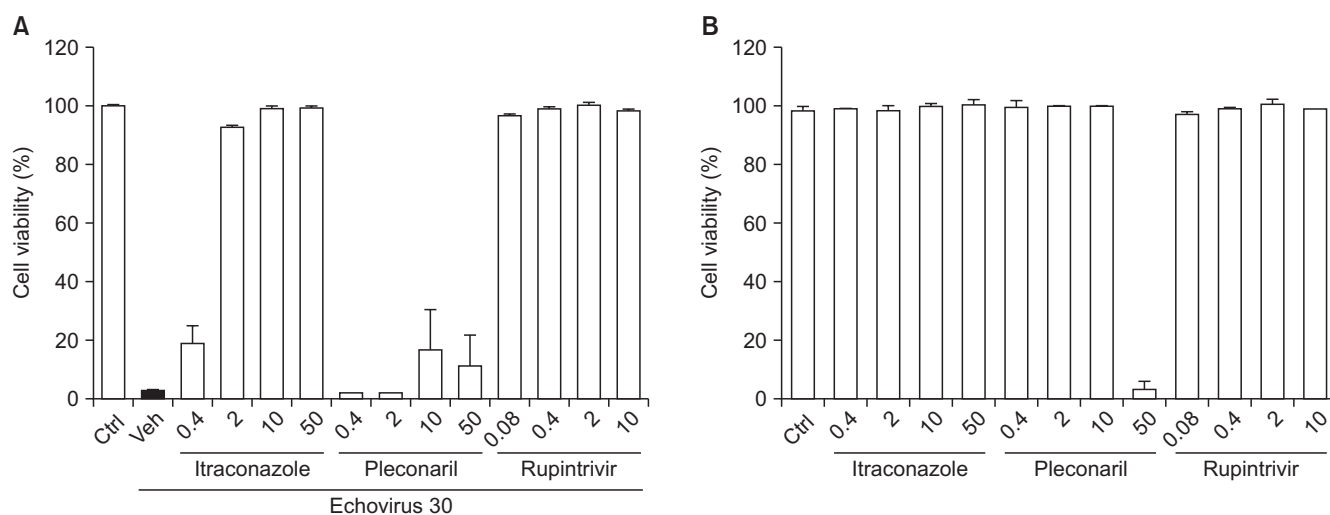 A
120
100
80
60
40
20
0
Cell viability (%)
Ctrl Veh 0.4 2 10 50 0.4 2 10 50 0.08 0.4 2 10
Itraconazole Pleconaril Rupintrivir
Echovirus 30
B
120
100
80
60
40
20
0
Cell viability (%)
Ctrl 0.4 2 10 50 0.4 2 10 50 0.08 0.4 2 10
Itraconazole Pleconaril Rupintrivir